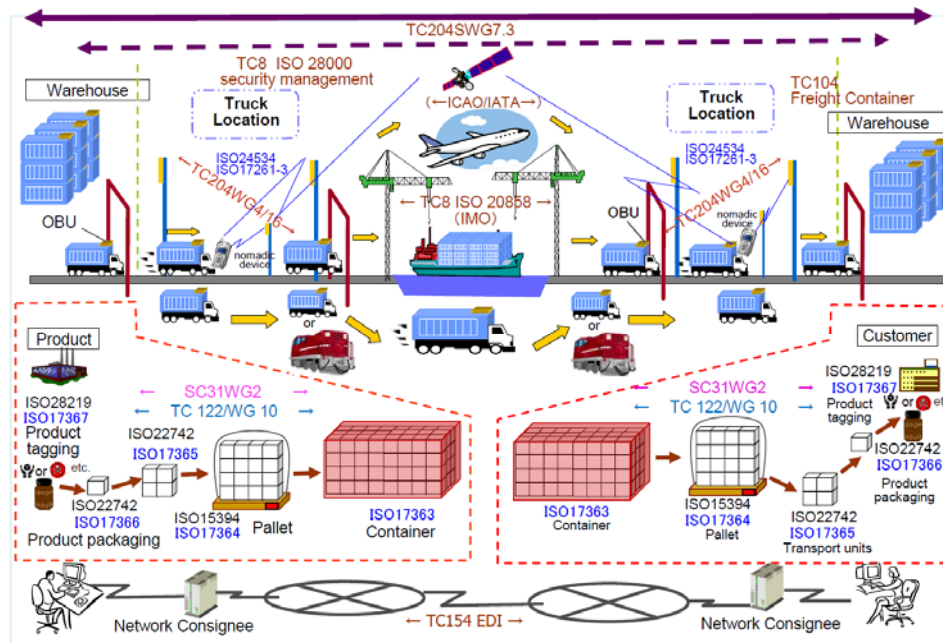 TC204SWG7.3
TC8 ISO 28000
security management
Warehouse
Truck
Location
(←ICAO/IATA→)
Truck
Location
TC104
Freight Container
Warehouse
ISO24534
ISO17261-3
TC204WG4/16
ISO24534
ISO17261-3
TC204WG4/16
← TC8 ISO 20858 →
(IMO)
OBU
nomadic
device
OBU
nomadic
device
or
or
Product
Customer
ISO28219
ISO17367
Product
tagging
SC31WG2
TC 122/WG 10
SC31WG2
TC 122/WG 10
ISO28219
ISO17367
Product
tagging
or
etc
or
etc.
ISO22742
ISO17365
ISO22742
ISO17366
Product packaging
ISO15394
ISO17364
Pallet
ISO17363
Container
ISO17363
Container
ISO15394
ISO17364
Pallet
ISO22742
ISO17365
Transport units
ISO22742
ISO17366
Product
packaging
Network Consignee
← TC154 EDI →
Network Consignee